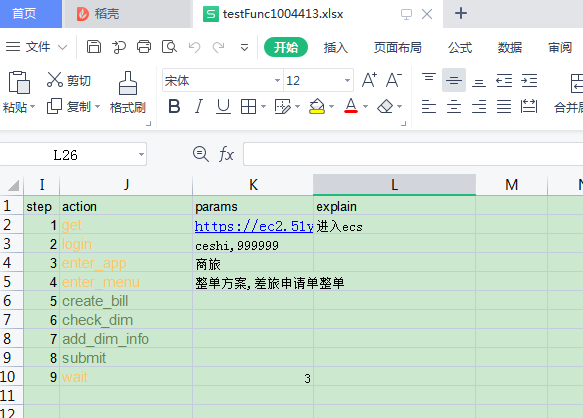 稻壳 S testFunc1004413.xlsx +
文件 开始 插入 页面布局 公式 数据 审阅
粘贴 剪切 复制 格式刷 宋体 12 A+ A- B I U A 合并居
L26 fx
I J K L M N
1 step action params explain
2 1 get https://ec2.51y 进入ecs
3 2 login ceshi,999999
4 3 enter_app 商旅
5 4 enter_menu 整单方案,差旅申请单整单
6 5 create_bill
7 6 check_dim
8 7 add_dim_info
9 8 submit
10 9 wait 3
11
12